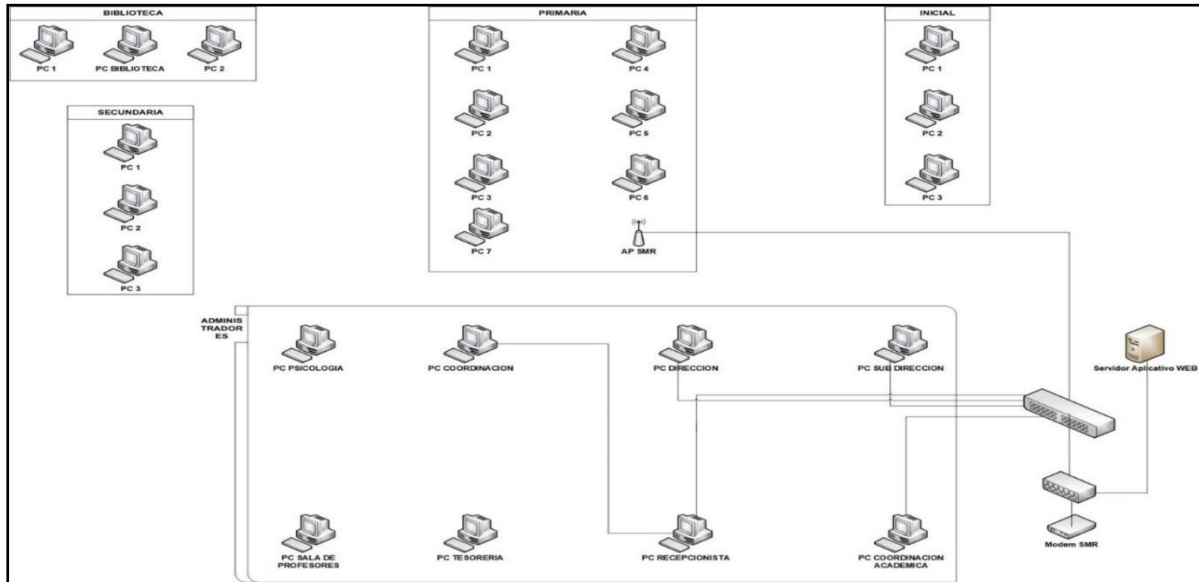 BIBLIOTECA
PC 1
PC BIBLIOTECA
PC 2
PRIMARIA
PC 1
PC 4
PC 2
PC 5
PC 3
PC 6
PC 7
AP SMR
INICIAL
PC 1
PC 2
PC 3
SECUNDARIA
PC 1
PC 2
PC 3
ADMINIS
TRADOR
ES
PC PSICOLOGIA
PC COORDINACION
PC DIRECCION
PC SUB DIRECCION
Servidor Aplicativo WEB
PC SALA DE
PROFESORES
PC TESORERIA
PC RECEPCIONISTA
PC COORDINACION
ACADEMICA
Modem SMR